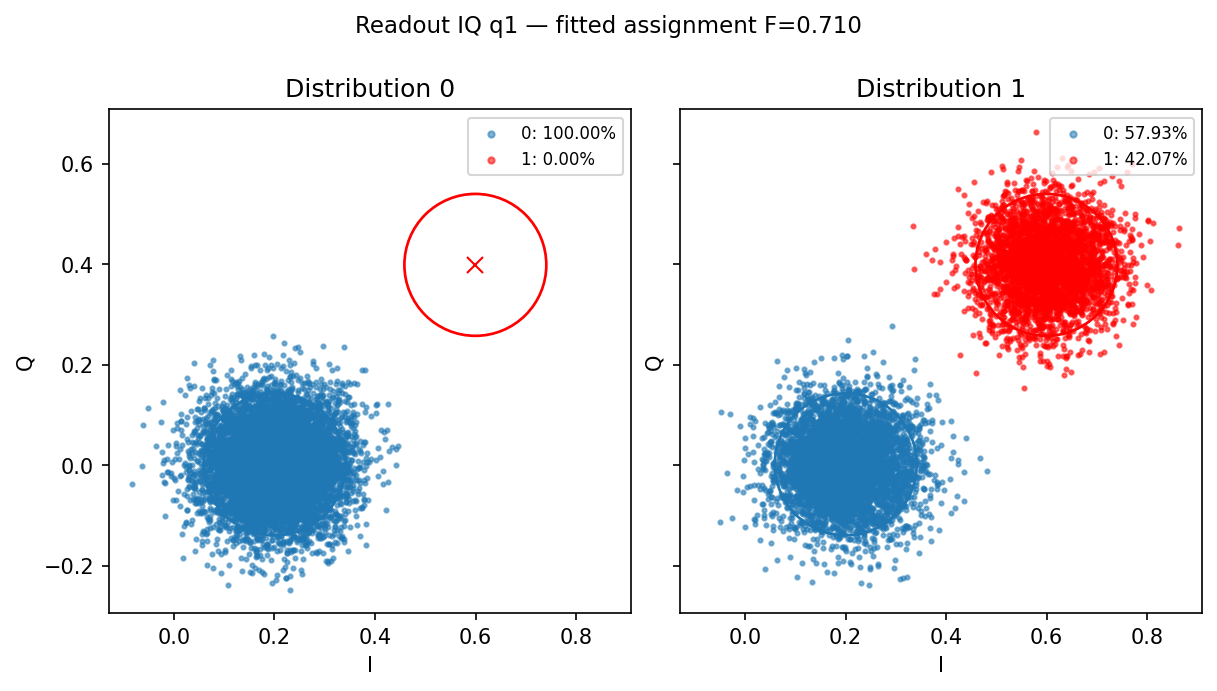 Readout IQ q1 — fitted assignment F=0.710
Distribution 0
Distribution 1
0: 100.00%
1: 0.00%
0: 57.93%
1: 42.07%
Q
0.6
0.4
0.2
0.0
−0.2
0.0 0.2 0.4 0.6 0.8
I
Q
0.0 0.2 0.4 0.6 0.8
I